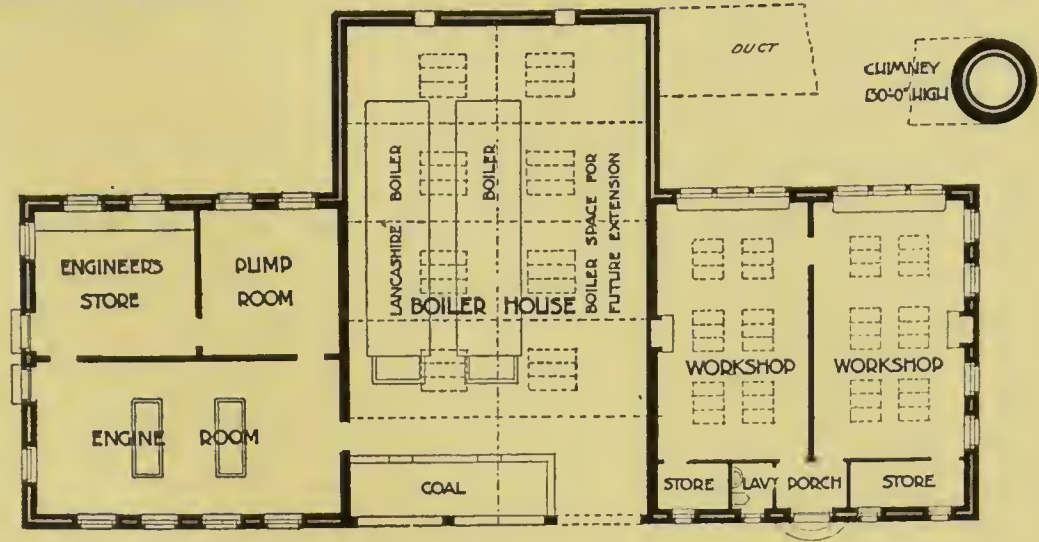 DUCT
CHIMNEY
130'-0" HIGH
LANCASHIRE BOILER
BOILER
BOILER SPACE FOR
FUTURE EXTENSION
ENGINEER'S
STORE
PUMP
ROOM
BOILER HOUSE
WORKSHOP
WORKSHOP
ENGINE ROOM
COAL
STORE
LAVY
PORCH
STORE